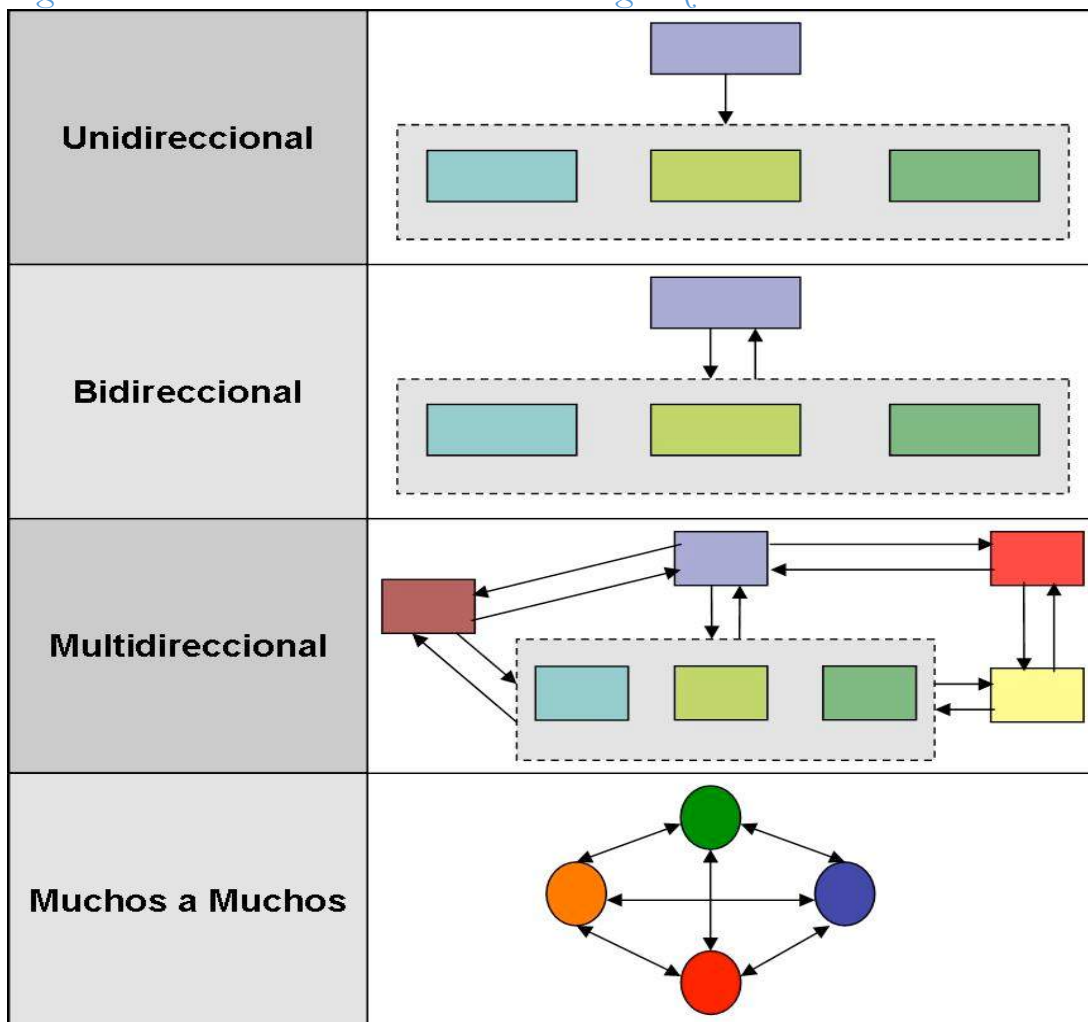 Unidireccional
Bidireccional
Multidireccional
Muchos a Muchos